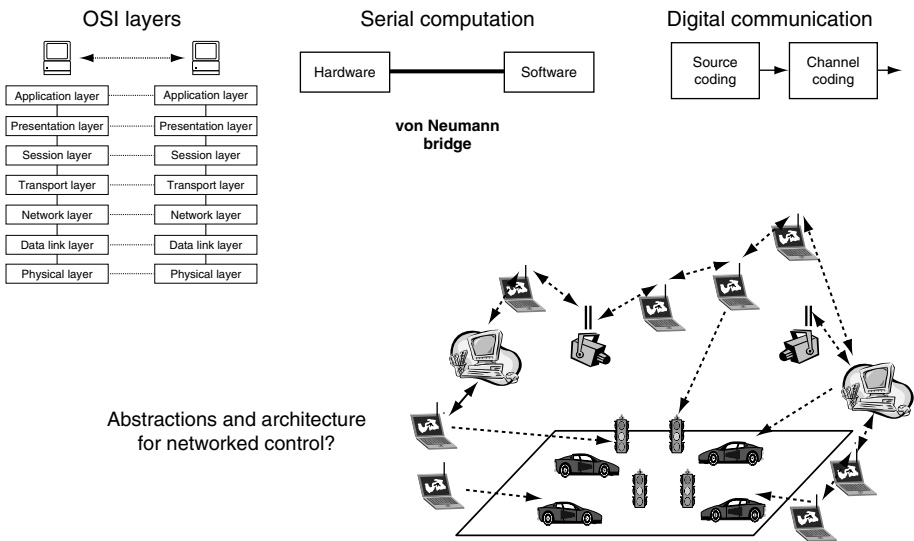 OSI layers
Application layer
Application layer
Presentation layer
Presentation layer
Session layer
Session layer
Transport layer
Transport layer
Network layer
Network layer
Data link layer
Data link layer
Physical layer
Physical layer
Serial computation
Hardware
Software
von Neumann
bridge
Digital communication
Source
coding
Channel
coding
Abstractions and architecture
for networked control?